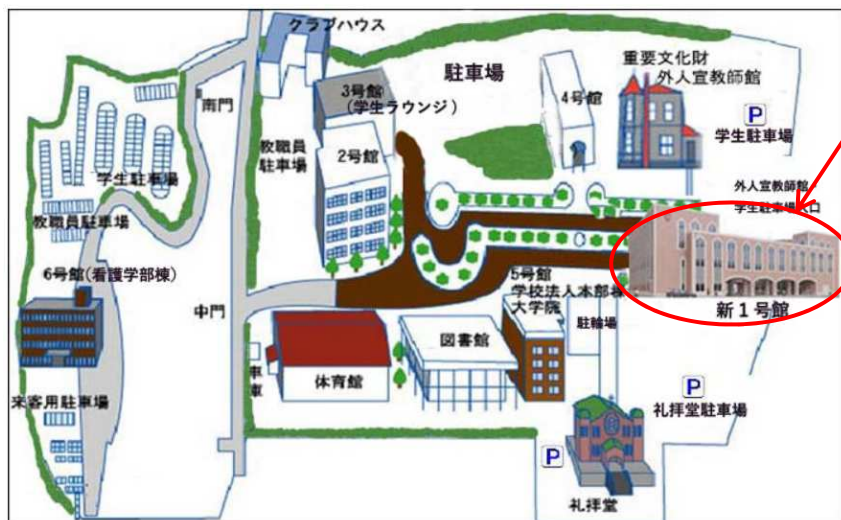 クラブハウス
駐車場
重要文化財
外人宣教師館
3号館
(学生ラウンジ)
4号館
南門
P
学生駐車場
教職員
駐車場
2号館
学生駐車場
外人宣教師館
学生駐車場入口
教職員駐車場
6号館(看護学部棟)
5号館
学校法人本部棟
大学院
新1号館
中門
駐輪場
図書館
車庫
体育館
P
礼拝堂駐車場
来客用駐車場
P
礼拝堂